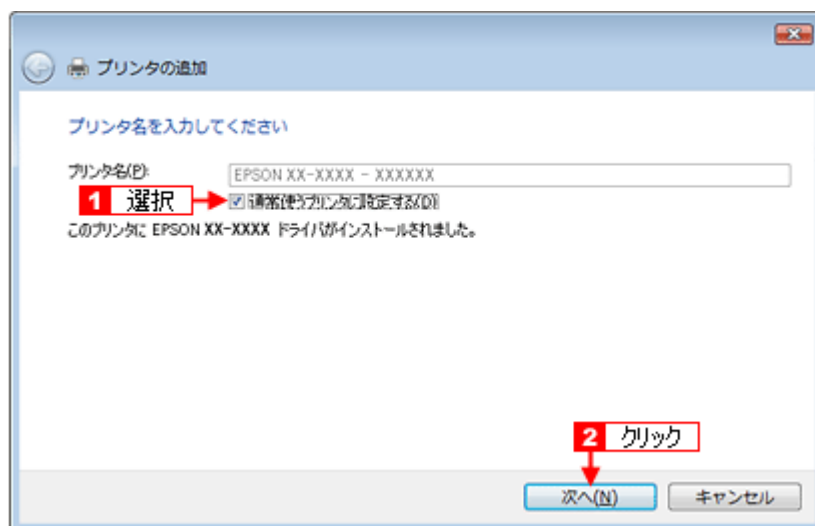 プリンタの追加
プリンタ名を入力してください
プリンタ名(P): EPSON XX-XXXX - XXXXXX
1 選択 通常使うプリンタに設定する(D)
このプリンタに EPSON XX-XXXX ドライバがインストールされました。
2 クリック
次へ(N) キャンセル